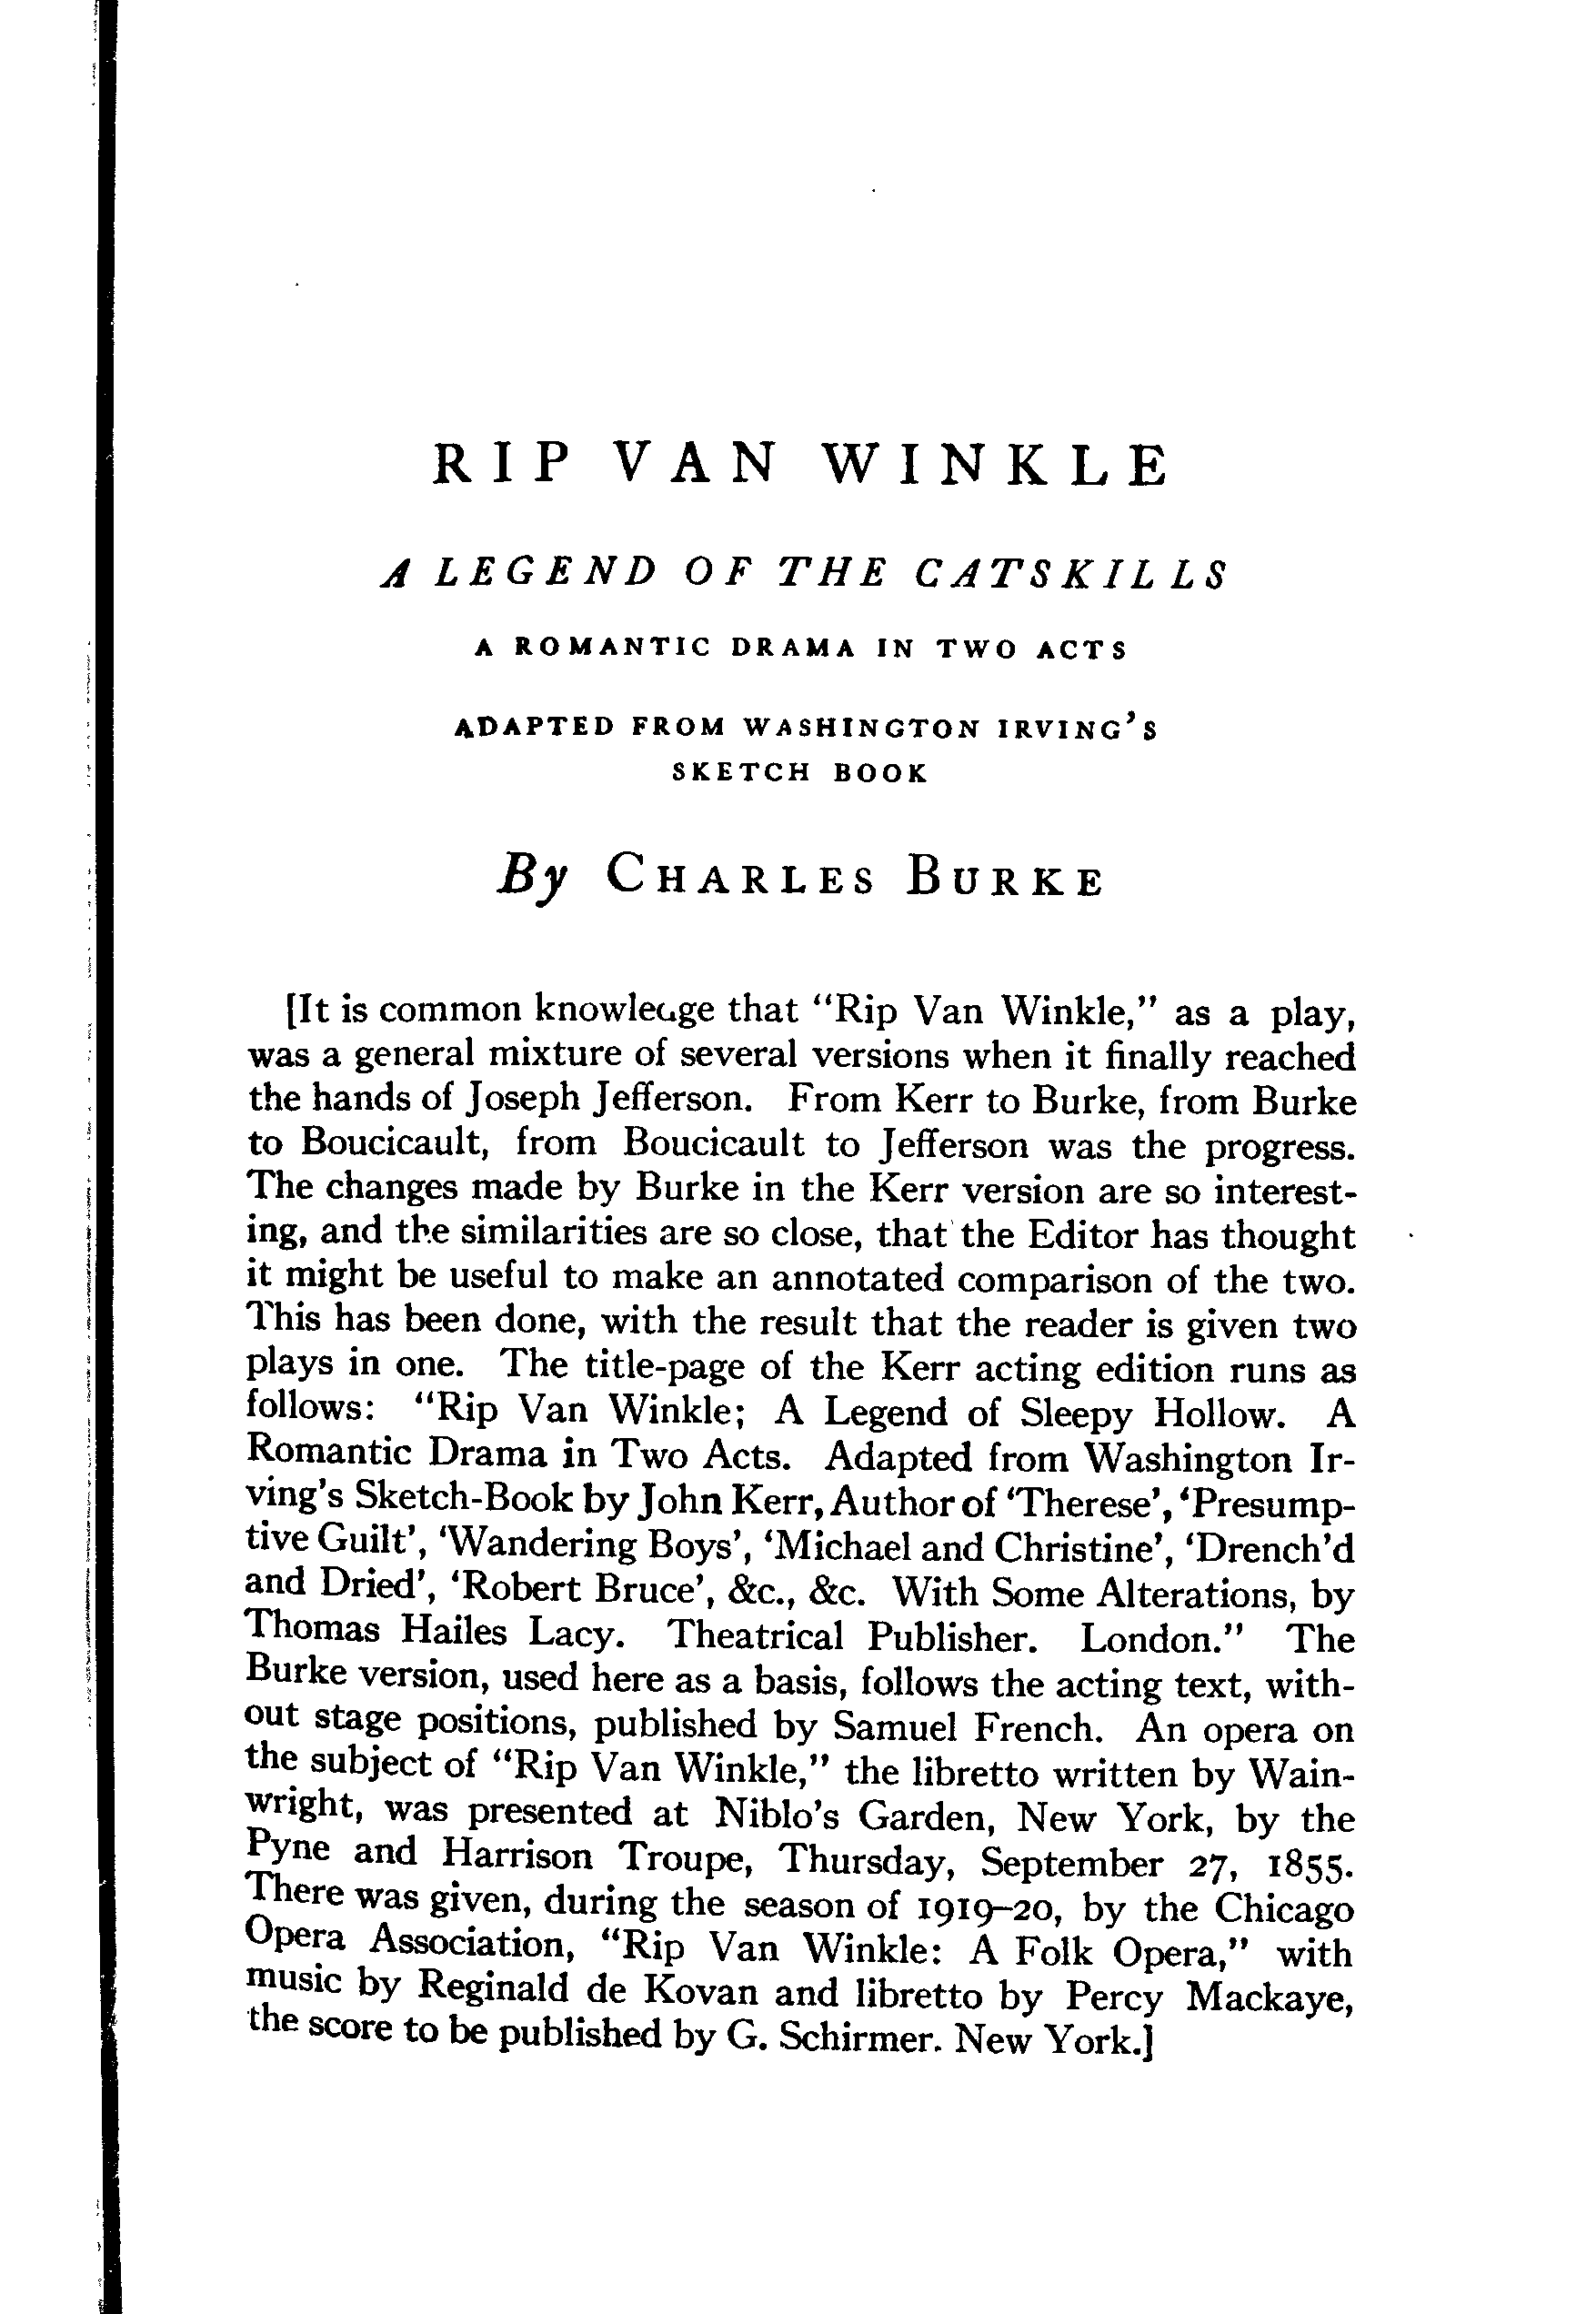 RIP VAN WINKLE
A LEGEND OF THE CATSKILLS
A ROMANTIC DRAMA IN TWO ACTS
ADAPTED FROM WASHINGTON IRVING'S
SKETCH BOOK
By CHARLES BURKE
[It is common knowledge that "Rip Van Winkle," as a play,
was a general mixture of several versions when it finally reached
the hands of Joseph Jefferson. From Kerr to Burke, from Burke
to Boucicault, from Boucicault to Jefferson was the progress.
The changes made by Burke in the Kerr version are so interest-
ing, and the similarities are so close, that the Editor has thought
it might be useful to make an annotated comparison of the two.
This has been done, with the result that the reader is given two
plays in one. The title-page of the Kerr acting edition runs as
follows: "Rip Van Winkle; A Legend of Sleepy Hollow. A
Romantic Drama in Two Acts. Adapted from Washington Ir-
ving's Sketch-Book by John Kerr, Author of 'Therese', 'Presump-
tive Guilt', 'Wandering Boys', 'Michael and Christine', 'Drench'd
and Dried', 'Robert Bruce', &c., &c. With Some Alterations, by
Thomas Hailes Lacy. Theatrical Publisher. London." The
Burke version, used here as a basis, follows the acting text, with-
out stage positions, published by Samuel French. An opera on
the subject of "Rip Van Winkle," the libretto written by Wain-
wright, was presented at Niblo's Garden, New York, by the
Pyne and Harrison Troupe, Thursday, September 27, 1855.
There was given, during the season of 1919-20, by the Chicago
Opera Association, "Rip Van Winkle: A Folk Opera," with
music by Reginald de Kovan and libretto by Percy Mackaye,
the score to be published by G. Schirmer. New York.]